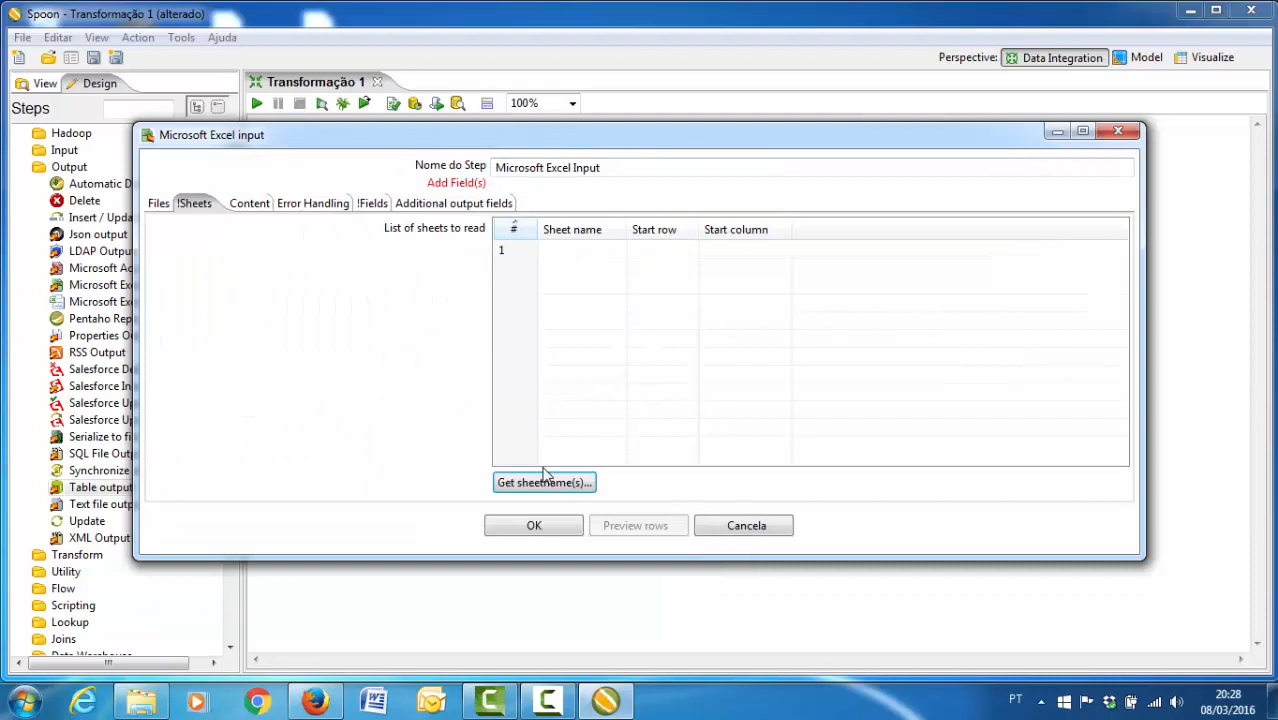 Spoon - Transformação 1 (alterado)
File Editar View Action Tools Ajuda
Perspective: Data Integration Model Visualize
View Design
Transformação 1
Steps
100%
Hadoop
Input
Output
Automatic D
Delete
Insert / Upda
Json output
LDAP Outpu
Microsoft Ac
Microsoft Exc
Microsoft Exc
Pentaho Rep
Properties Ou
RSS Output
Salesforce De
Salesforce In
Salesforce Up
Salesforce Up
Serialize to fi
SQL File Outp
Synchronize
Table output
Text file outp
Update
XML Output
Transform
Utility
Flow
Scripting
Lookup
Joins
Microsoft Excel input
Nome do Step Microsoft Excel Input
Add Field(s)
Files !Sheets Content Error Handling !Fields Additional output fields
List of sheets to read
# Sheet name Start row Start column
1
Get sheetname(s)...
OK Preview rows Cancela
PT
20:28
08/03/2016